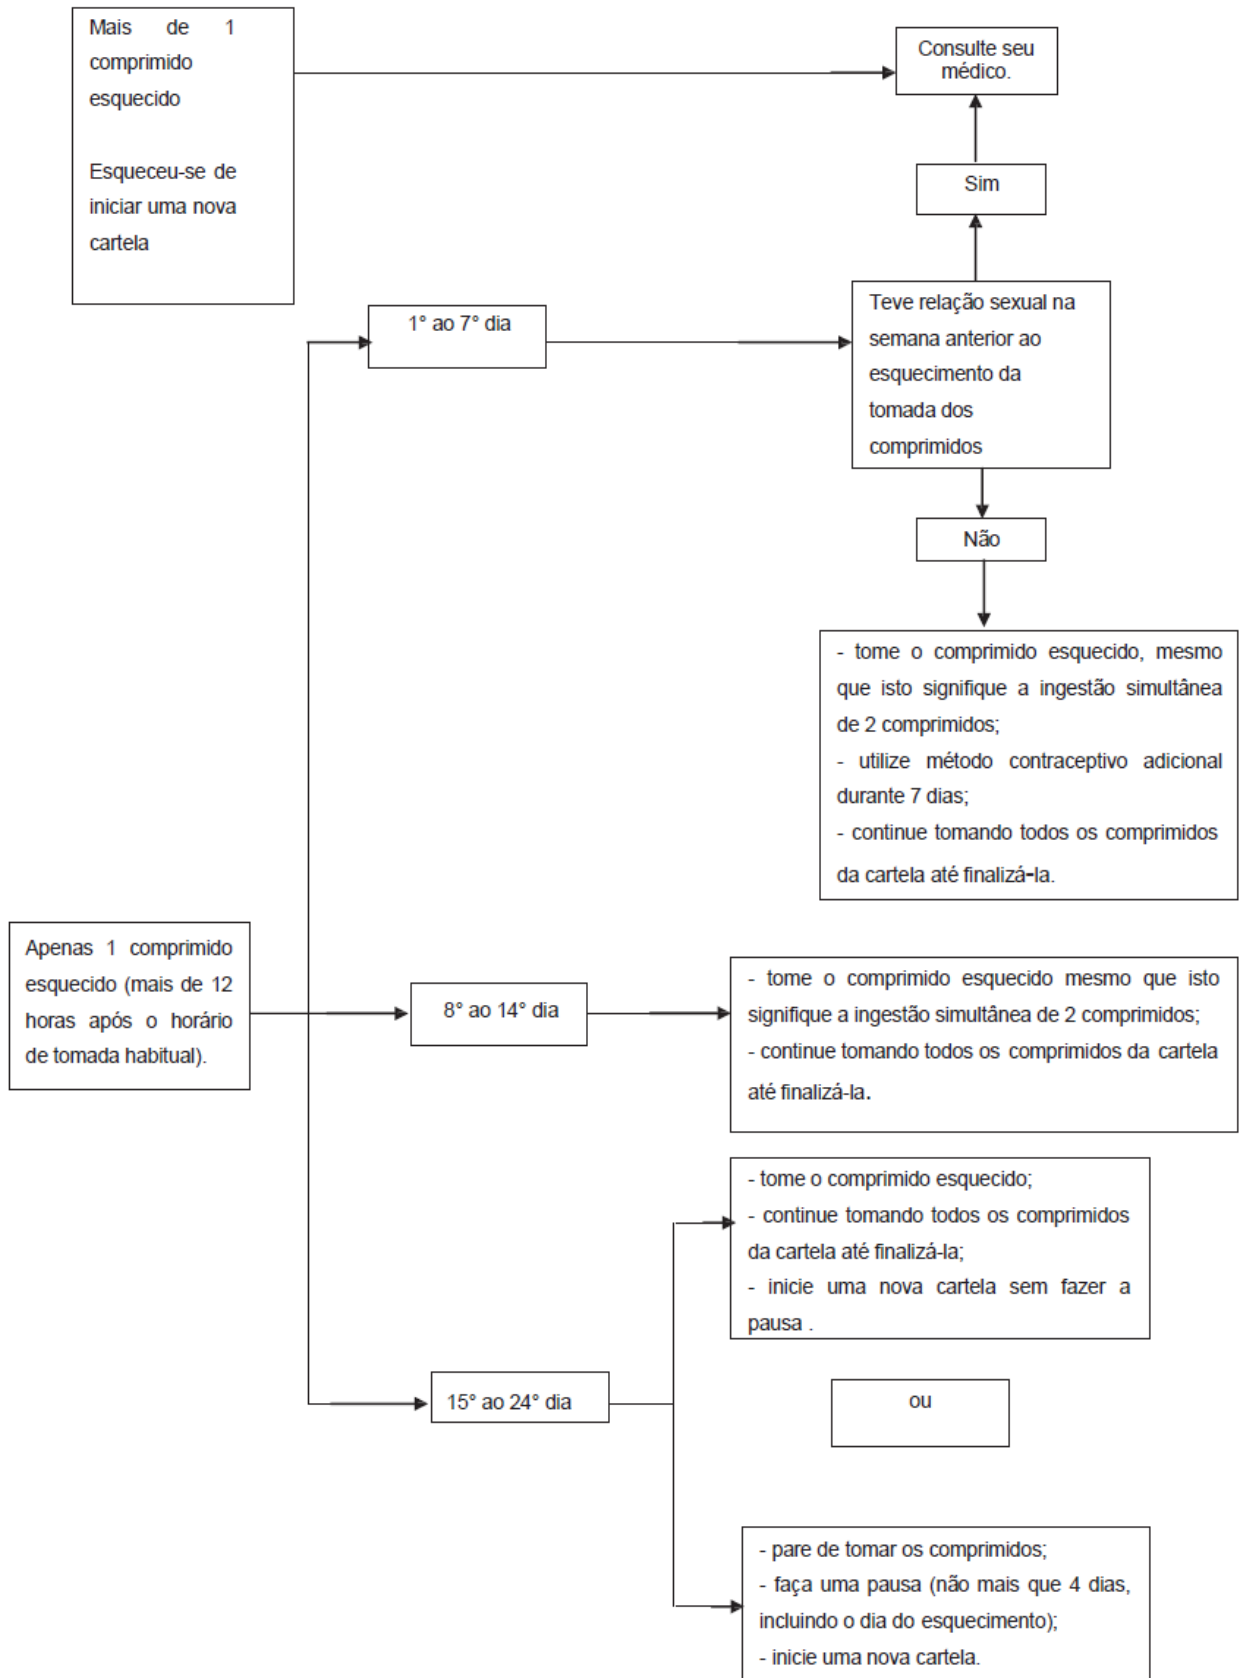 Mais de 1
comprimido
esquecido
Esqueceu-se de
iniciar uma nova
cartela
Consulte seu
médico.
Sim
1° ao 7° dia
Teve relação sexual na
semana anterior ao
esquecimento da
tomada dos
comprimidos
Não
- tome o comprimido esquecido, mesmo
que isto signifique a ingestão simultânea
de 2 comprimidos;
- utilize método contraceptivo adicional
durante 7 dias;
- continue tomando todos os comprimidos
da cartela até finalizá-la.
Apenas 1 comprimido
esquecido (mais de 12
horas após o horário
de tomada habitual).
8° ao 14° dia
- tome o comprimido esquecido mesmo que isto
signifique a ingestão simultânea de 2 comprimidos;
- continue tomando todos os comprimidos da cartela
até finalizá-la.
- tome o comprimido esquecido;
- continue tomando todos os comprimidos
da cartela até finalizá-la;
- inicie uma nova cartela sem fazer a
pausa .
15° ao 24° dia
ou
- pare de tomar os comprimidos;
- faça uma pausa (não mais que 4 dias,
incluindo o dia do esquecimento);
- inicie uma nova cartela.